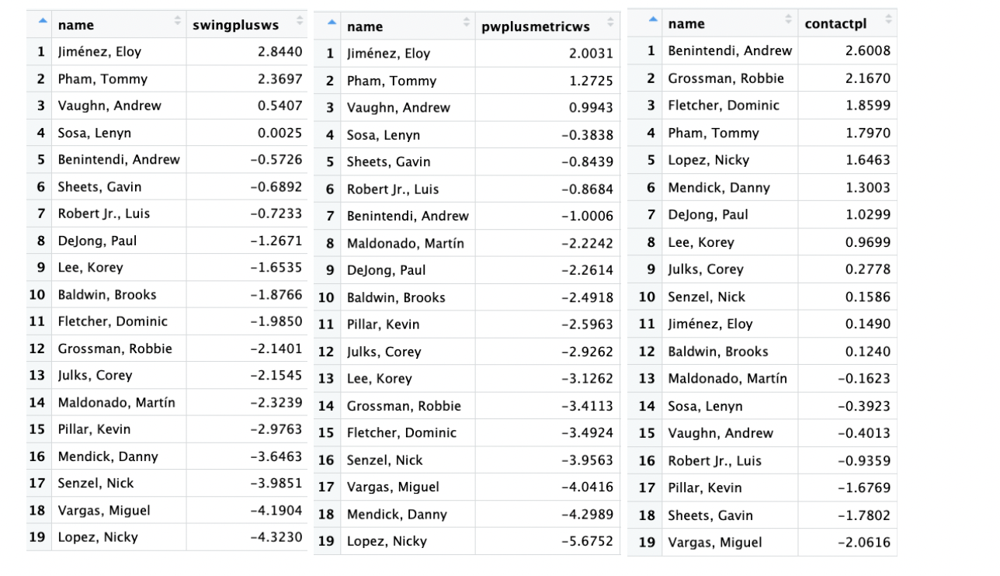 name swingplusws
1 Jiménez, Eloy 2.8440
2 Pham, Tommy 2.3697
3 Vaughn, Andrew 0.5407
4 Sosa, Lenyn 0.0025
5 Benintendi, Andrew −0.5726
6 Sheets, Gavin −0.6892
7 Robert Jr., Luis −0.7233
8 DeJong, Paul −1.2671
9 Lee, Korey −1.6535
10 Baldwin, Brooks −1.8766
11 Fletcher, Dominic −1.9850
12 Grossman, Robbie −2.1401
13 Julks, Corey −2.1545
14 Maldonado, Martín −2.3239
15 Pillar, Kevin −2.9763
16 Mendick, Danny −3.6463
17 Senzel, Nick −3.9851
18 Vargas, Miguel −4.1904
19 Lopez, Nicky −4.3230
name pwplusmetricws
1 Jiménez, Eloy 2.0031
2 Pham, Tommy 1.2725
3 Vaughn, Andrew 0.9943
4 Sosa, Lenyn −0.3838
5 Sheets, Gavin −0.8439
6 Robert Jr., Luis −0.8684
7 Benintendi, Andrew −1.0006
8 Maldonado, Martín −2.2242
9 DeJong, Paul −2.2614
10 Baldwin, Brooks −2.4918
11 Pillar, Kevin −2.5963
12 Julks, Corey −2.9262
13 Lee, Korey −3.1262
14 Grossman, Robbie −3.4113
15 Fletcher, Dominic −3.4924
16 Senzel, Nick −3.9563
17 Vargas, Miguel −4.0416
18 Mendick, Danny −4.2989
19 Lopez, Nicky −5.6752
name contactpl
1 Benintendi, Andrew 2.6008
2 Grossman, Robbie 2.1670
3 Fletcher, Dominic 1.8599
4 Pham, Tommy 1.7970
5 Lopez, Nicky 1.6463
6 Mendick, Danny 1.3003
7 DeJong, Paul 1.0299
8 Lee, Korey 0.9699
9 Julks, Corey 0.2778
10 Senzel, Nick 0.1586
11 Jiménez, Eloy 0.1490
12 Baldwin, Brooks 0.1240
13 Maldonado, Martín −0.1623
14 Sosa, Lenyn −0.3923
15 Vaughn, Andrew −0.4013
16 Robert Jr., Luis −0.9359
17 Pillar, Kevin −1.6769
18 Sheets, Gavin −1.7802
19 Vargas, Miguel −2.0616